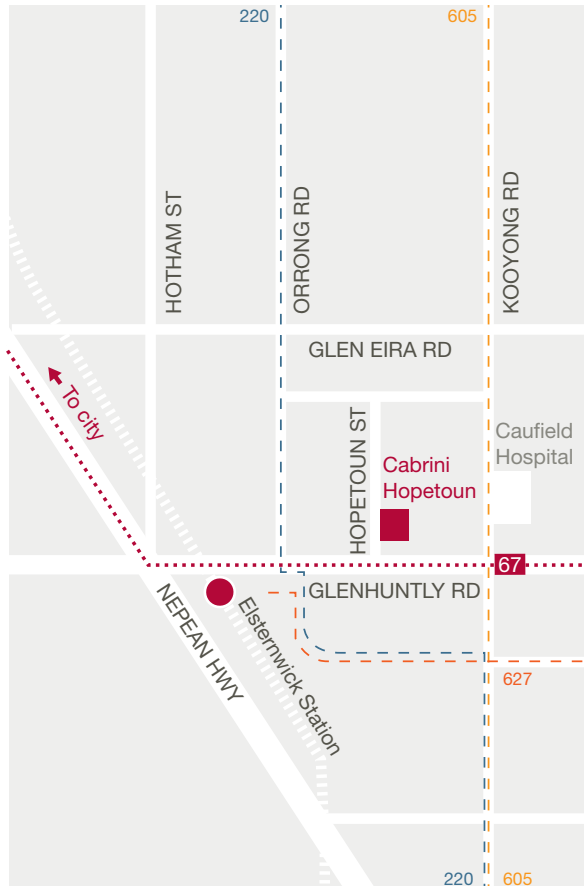 220
605
HOTHAM ST
ORRONG RD
KOOYONG RD
GLEN EIRA RD
To city
HOPETOUN ST
Caufield
Hospital
Cabrini
Hopetoun
67
GLENHUNTLY RD
NEPEAN HWY
Elsternwick Station
627
220
605